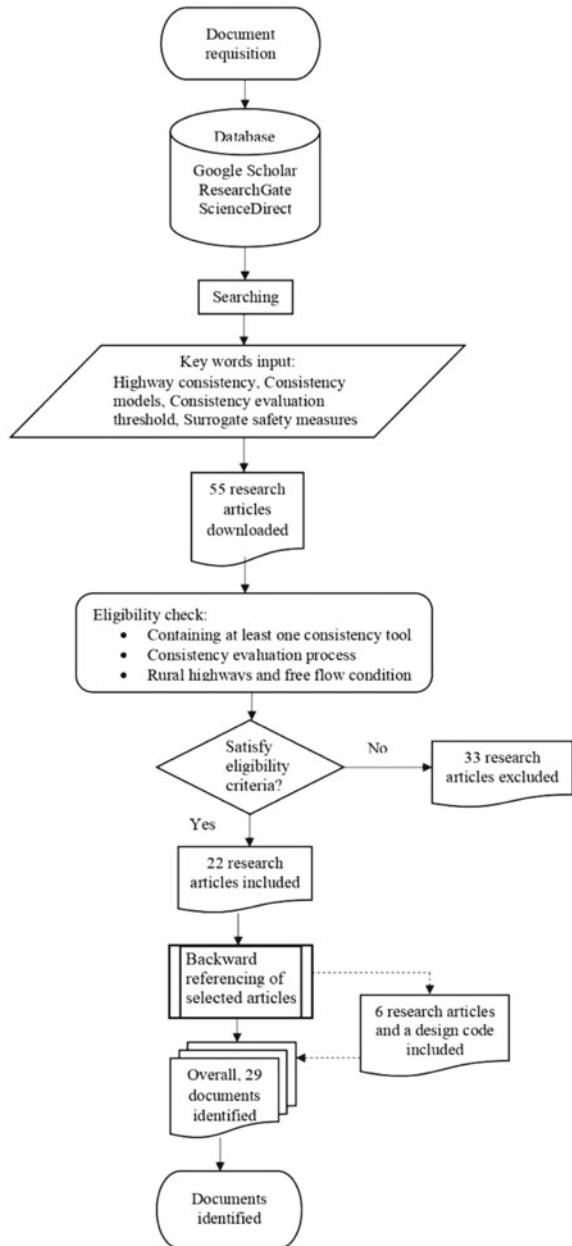 Document
requisition
Database
Google Scholar
ResearchGate
ScienceDirect
Searching
Key words input:
Highway consistency, Consistency
models, Consistency evaluation
threshold, Surrogate safety measures
55 research
articles
downloaded
Eligibility check:
• Containing at least one consistency tool
• Consistency evaluation process
• Rural highways and free flow condition
Satisfy
eligibility
criteria?
No
33 research
articles excluded
Yes
22 research
articles included
Backward
referencing of
selected articles
6 research articles
and a design code
included
Overall, 29
documents
identified
Documents
identified